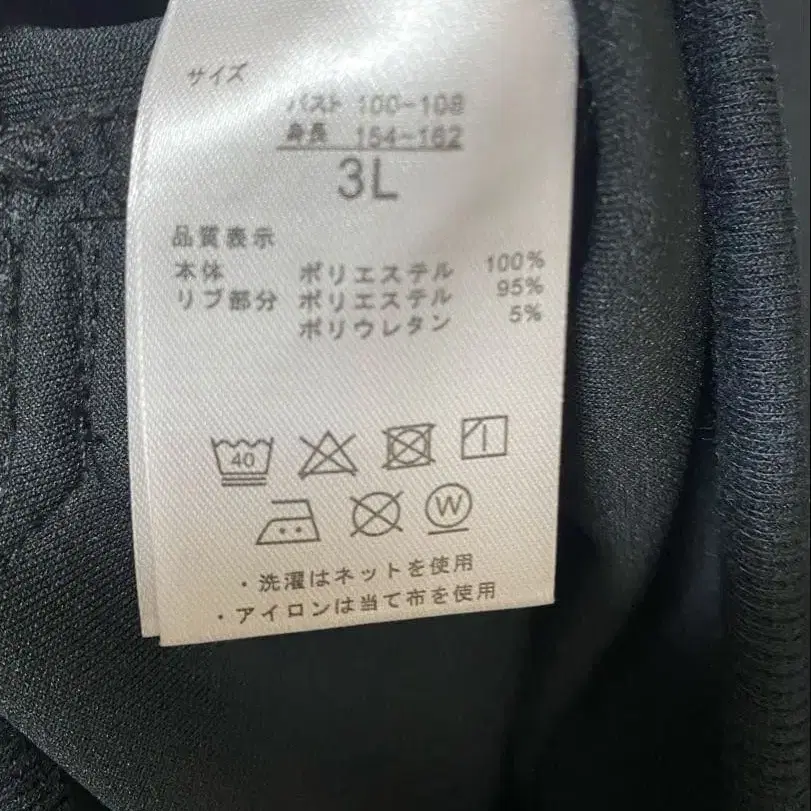 サイズ
バスト 100-108
身長 154-162
3L
品質表示
本体 ポリエステル 100%
リブ部分 ポリエステル 95%
ポリウレタン 5%
40
W
・洗濯はネットを使用
・アイロンは当て布を使用